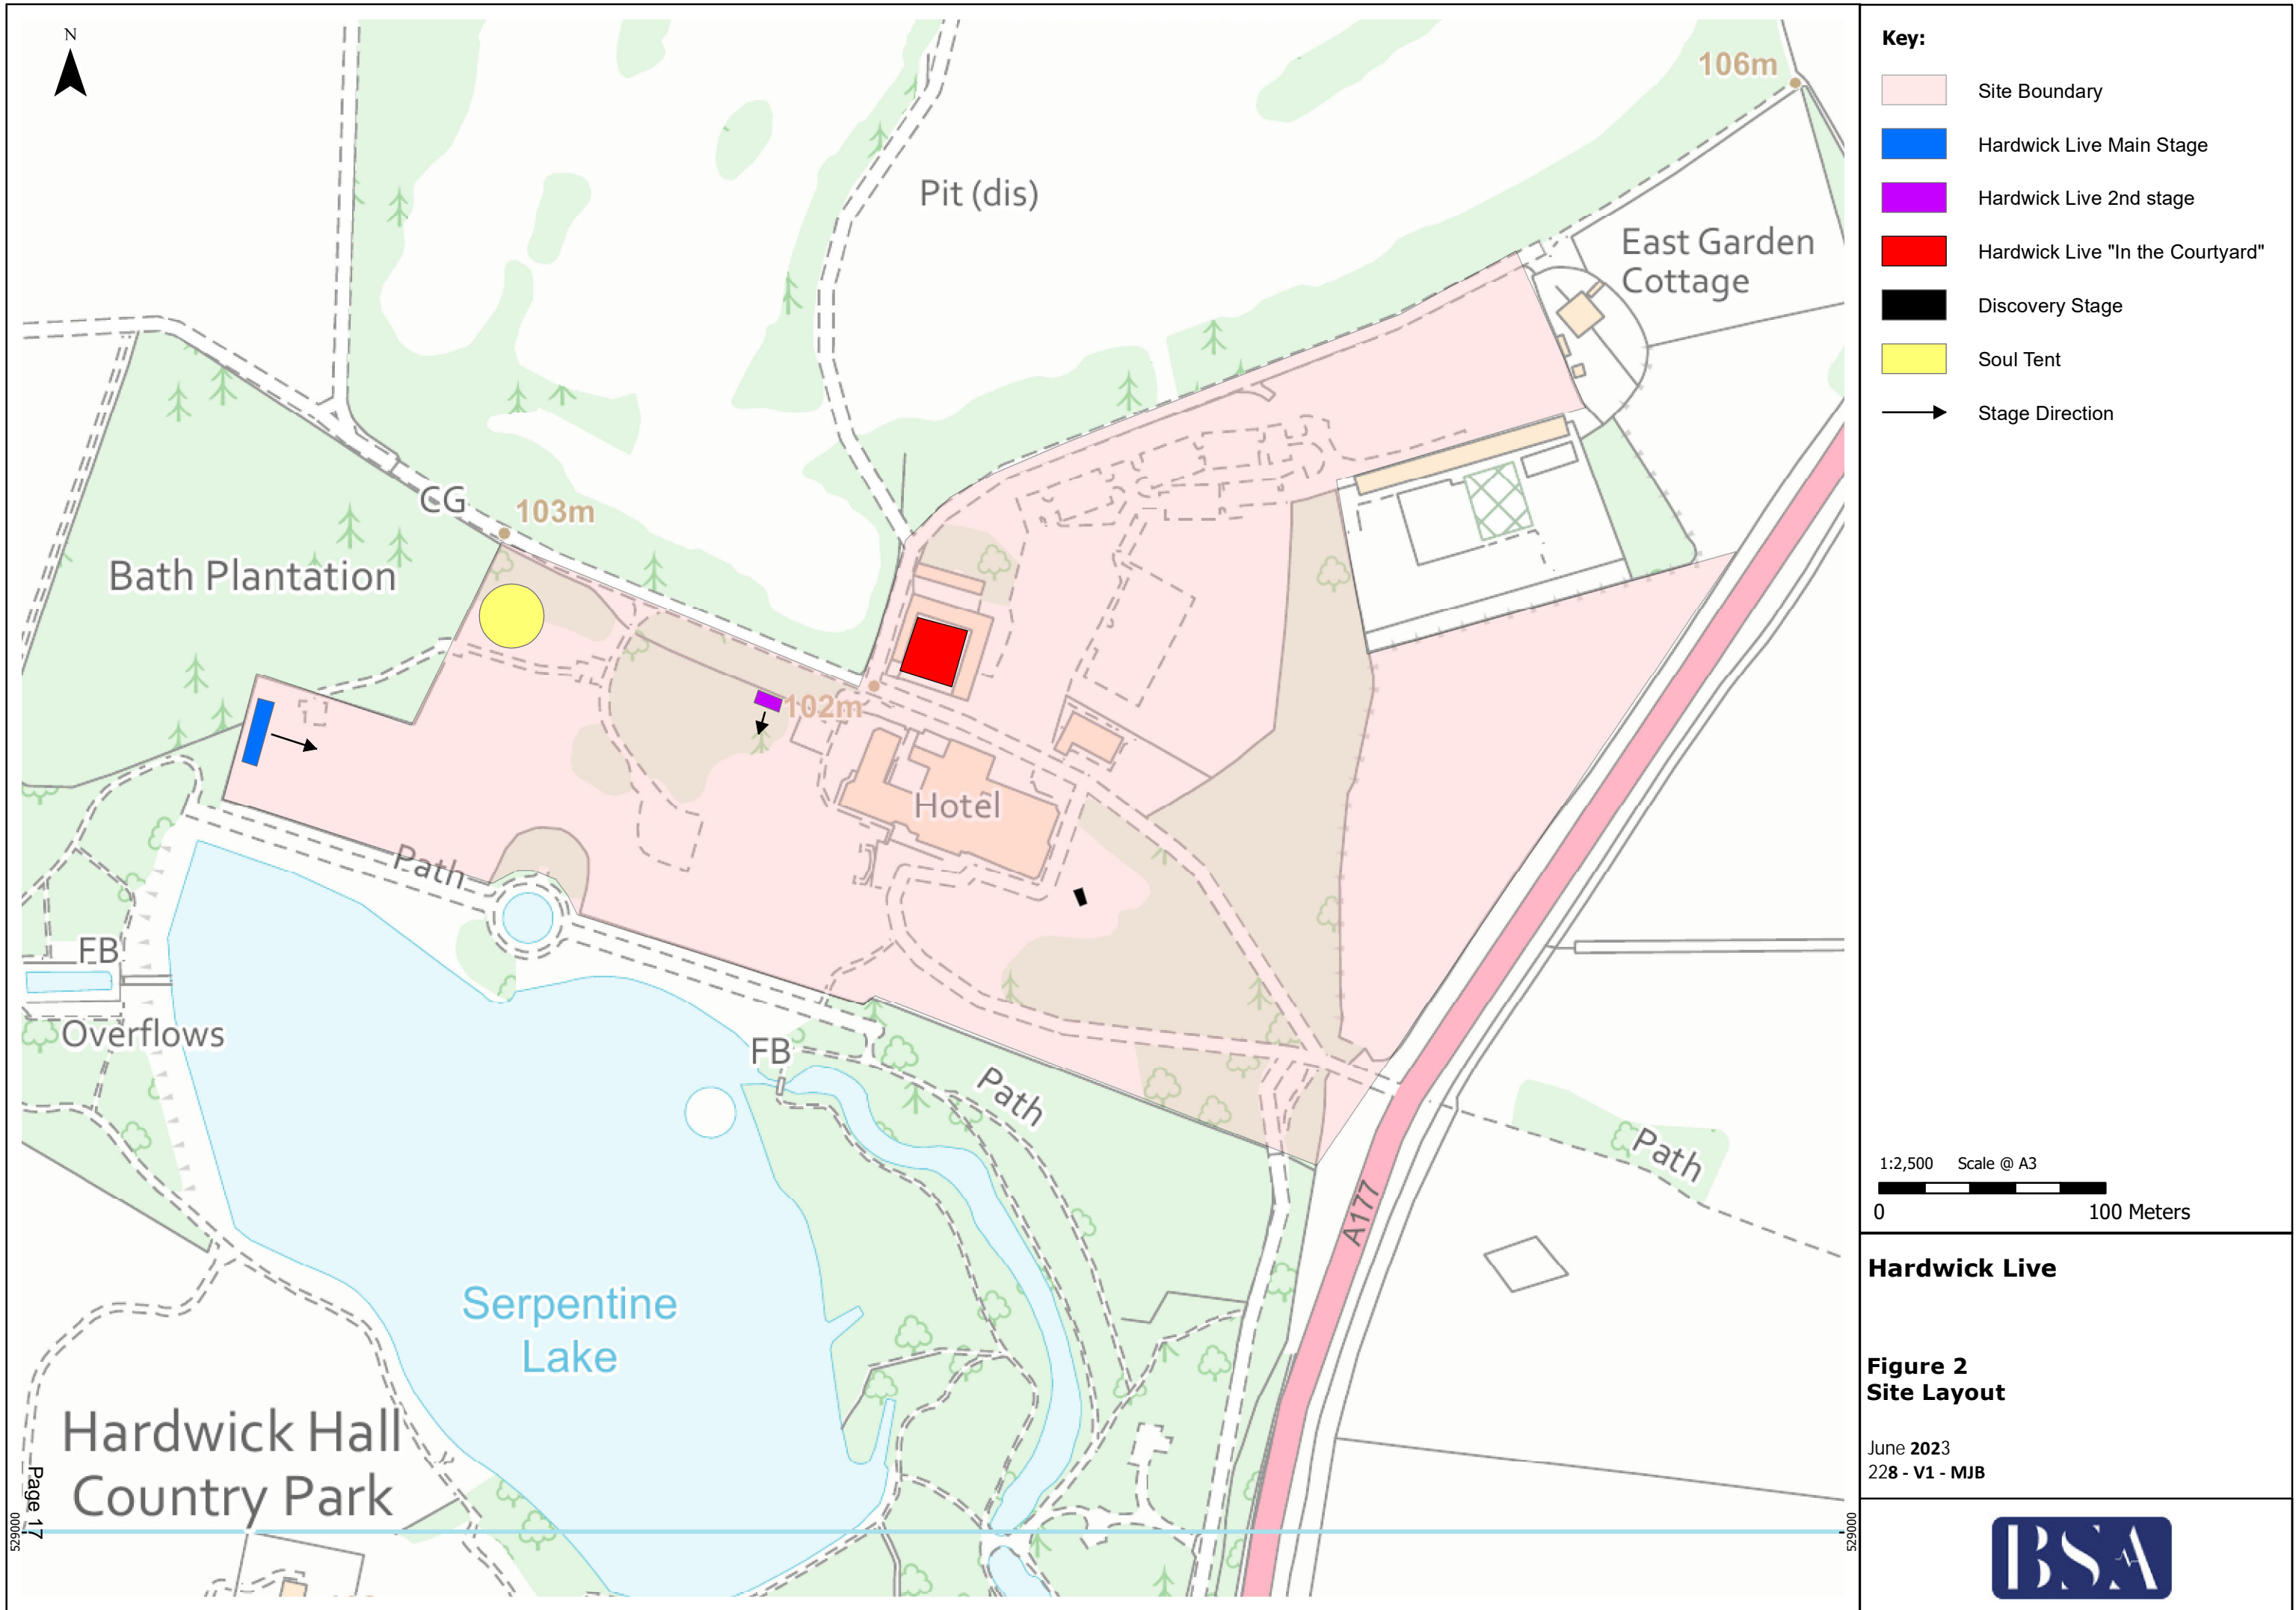 N
106m
Pit (dis)
East Garden
Cottage
CG
103m
Bath Plantation
102m
Hotel
Path
FB
Overflows
FB
Path
Path
A177
Serpentine
Lake
Hardwick Hall
Country Park
Page 17
529000
529000
Key:
Site Boundary
Hardwick Live Main Stage
Hardwick Live 2nd stage
Hardwick Live "In the Courtyard"
Discovery Stage
Soul Tent
Stage Direction
1:2,500 Scale @ A3
0 100 Meters
Hardwick Live
Figure 2
Site Layout
June 2023
228 - V1 - MJB
BSA